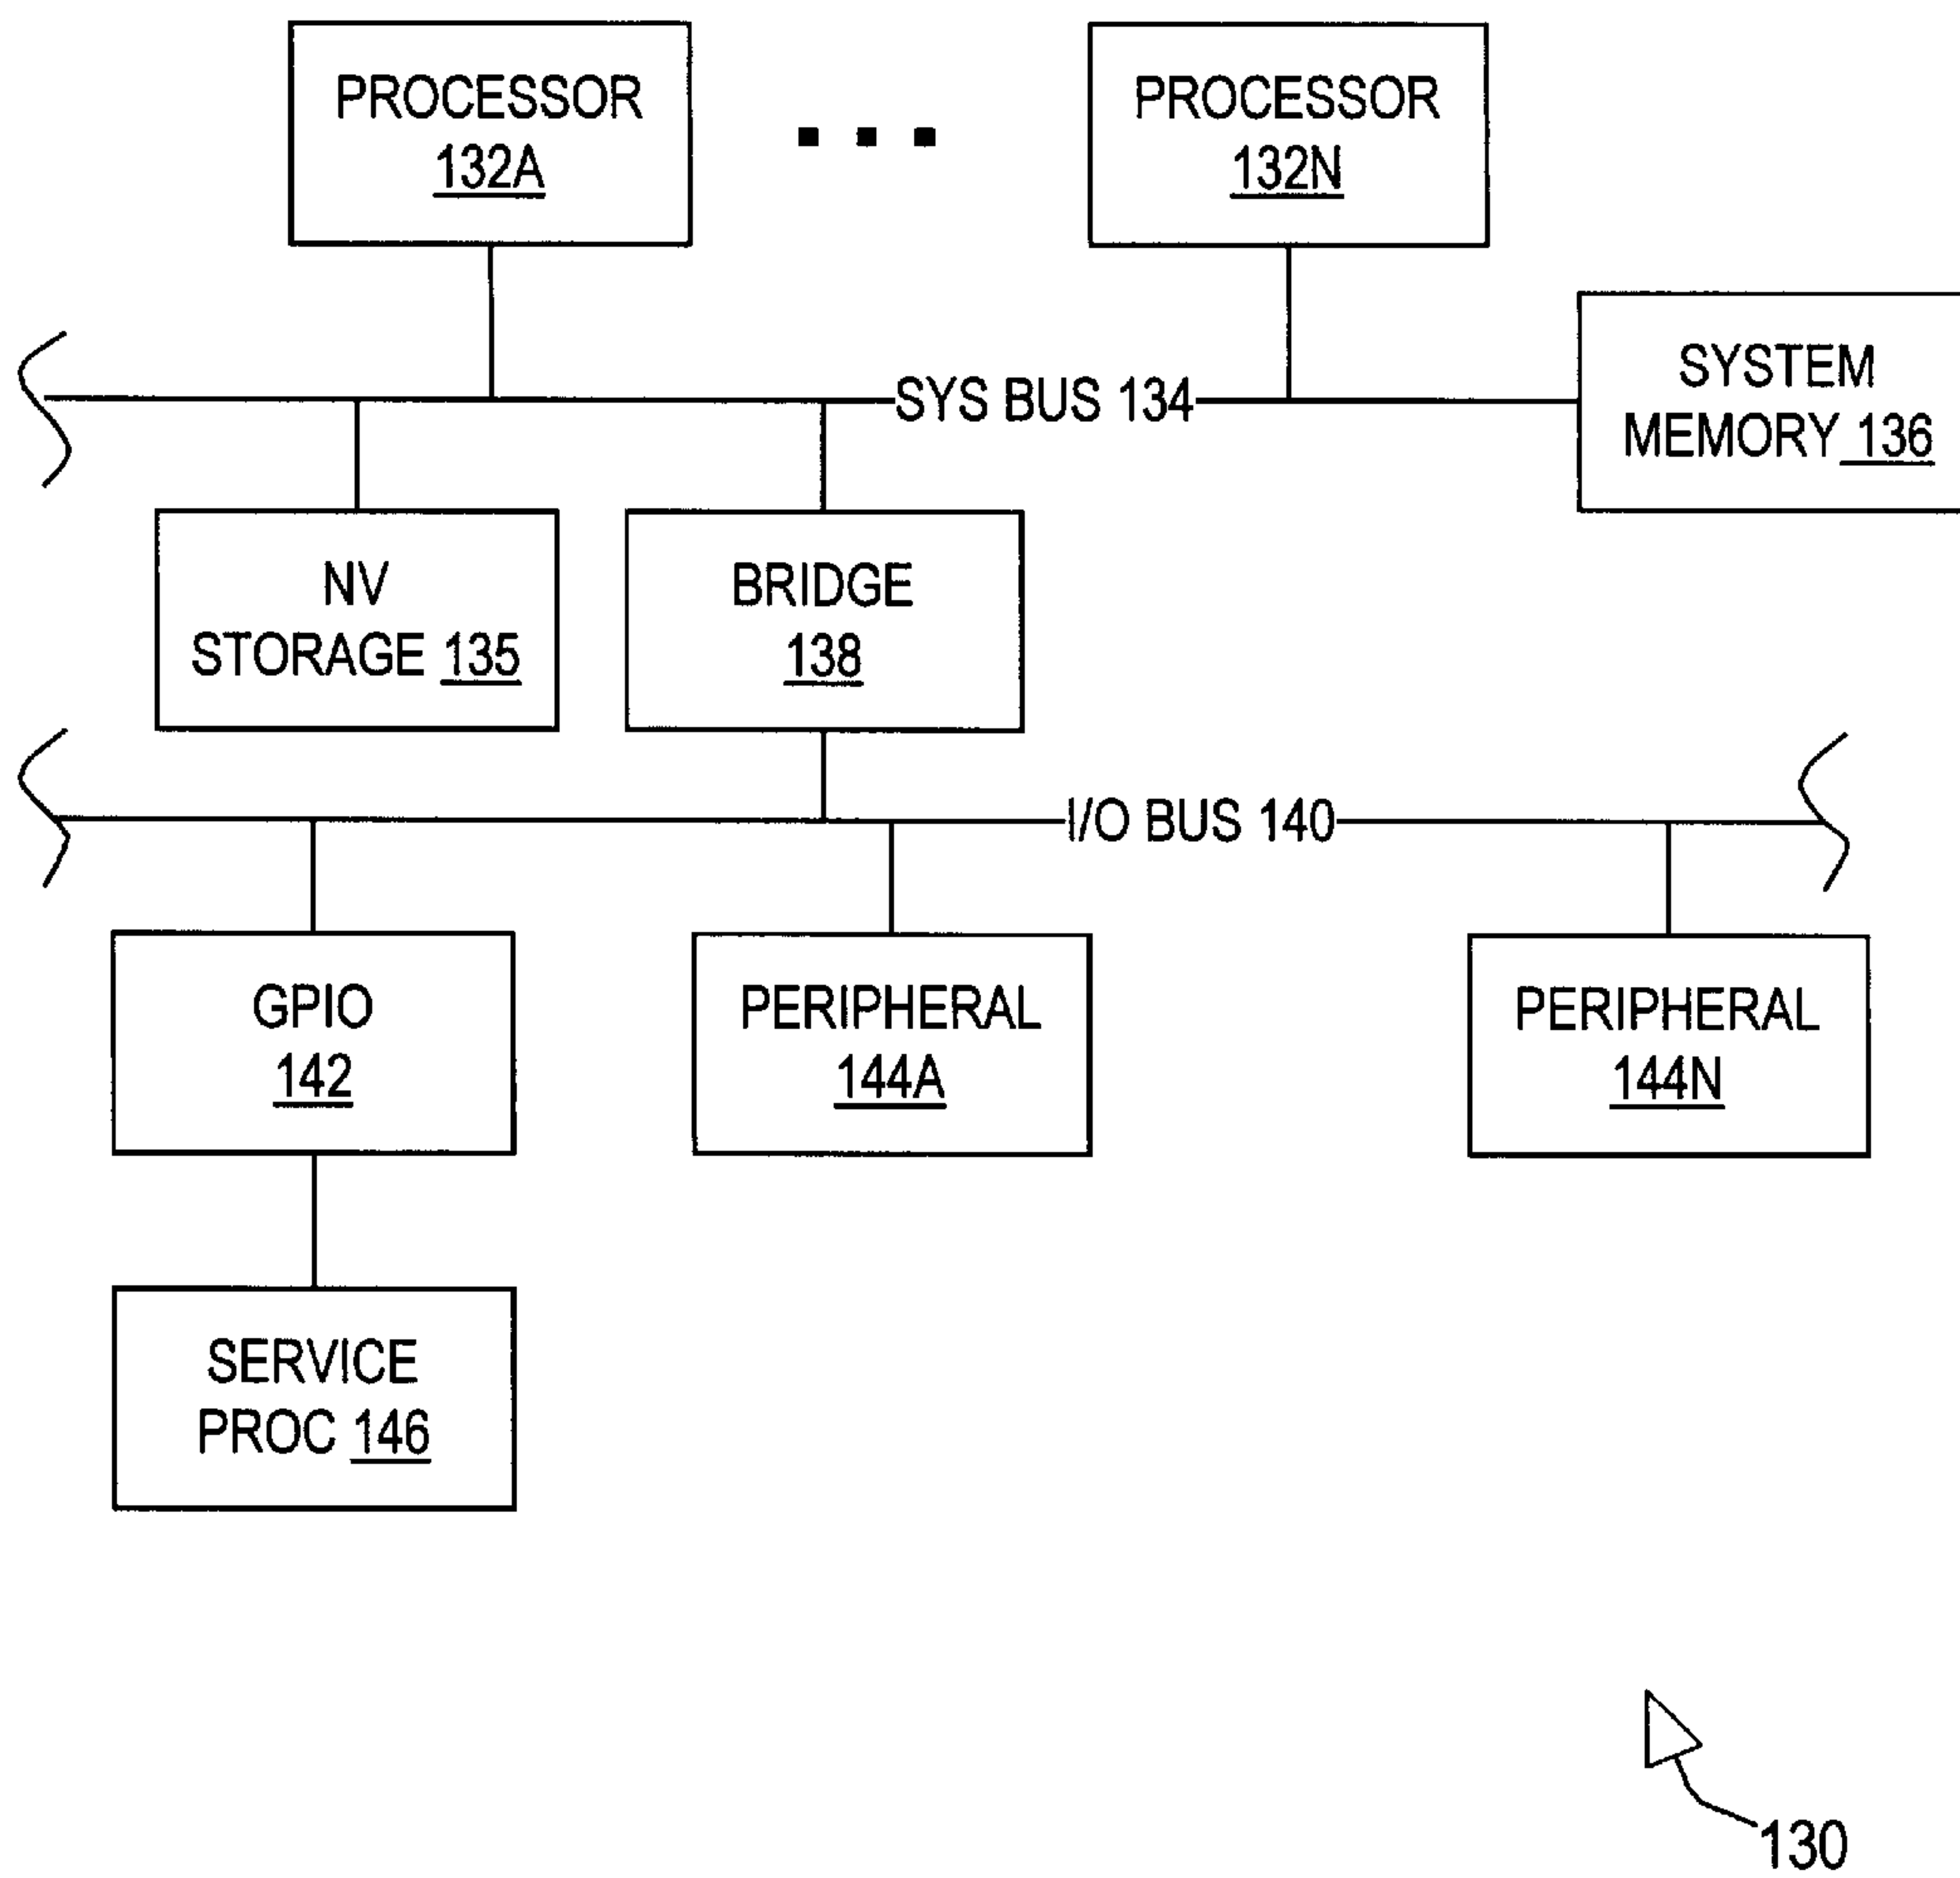 PROCESSOR
132A
PROCESSOR
132N
SYSTEM
MEMORY 136
SYS BUS 134
NV
STORAGE 135
BRIDGE
138
I/O BUS 140
GPIO
142
PERIPHERAL
144A
PERIPHERAL
144N
SERVICE
PROC 146
130